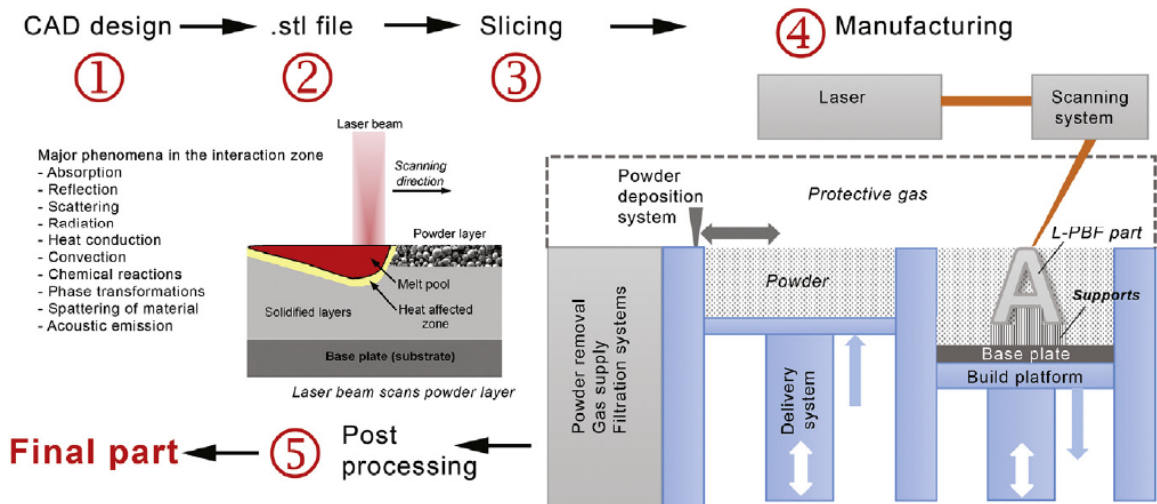 CAD design
.stl file
Slicing
④ Manufacturing
①
②
③
Laser beam
Scanning
direction
Major phenomena in the interaction zone
- Absorption
- Reflection
- Scattering
- Radiation
- Heat conduction
- Convection
- Chemical reactions
- Phase transformations
- Spattering of material
- Acoustic emission
Powder layer
Melt pool
Heat affected
zone
Solidified layers
Base plate (substrate)
Laser beam scans powder layer
Laser
Scanning
system
Powder
deposition
system
Protective gas
L-PBF part
Powder
Supports
Base plate
Build platform
Powder removal
Gas supply
Filtration systems
Delivery
system
Final part
⑤
Post
processing